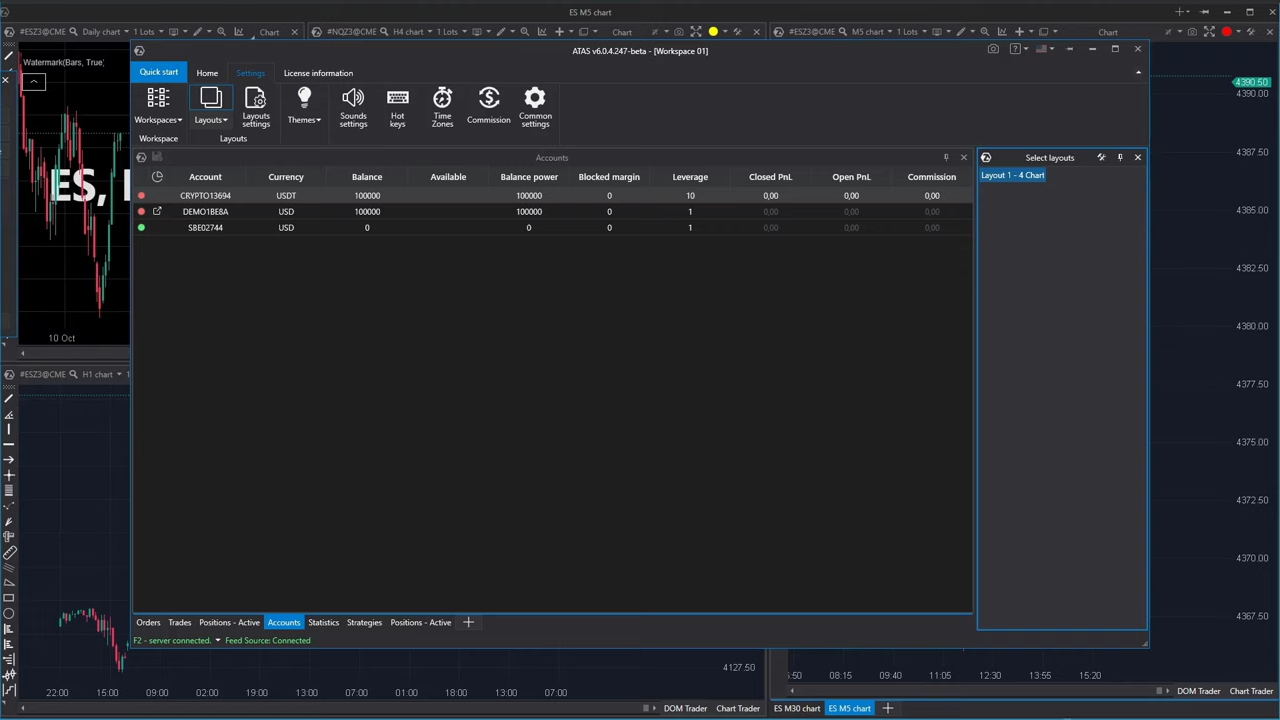 ES M5 chart
#ESZ3@CME Daily chart 1 Lots Chart
#NQZ3@CME H4 chart 1 Lots Chart
#ESZ3@CME M5 chart 1 Lots Chart
Watermark(Bars, True)
ES,
ATAS v6.0.4.247-beta - [Workspace 01]
Quick start Home Settings License information
Workspaces Layouts Layouts settings Themes Sounds settings Hot keys Time Zones Commission Common settings
Workspace Layouts
Accounts
Account Currency Balance Available Balance power Blocked margin Leverage Closed PnL Open PnL Commission
CRYPTO13694 USDT 100000 100000 0 10 0,00 0,00 0,00
DEMO1BE8A USD 100000 100000 0 1 0,00 0,00 0,00
SBE02744 USD 0 0 0 1 0,00 0,00 0,00
Select layouts
Layout 1 - 4 Chart
4390.50
4390.00
4387.50
4385.00
4382.50
4380.00
4377.50
4375.00
4372.50
4370.00
4367.50
10 Oct
#ESZ3@CME H1 chart 1
Orders Trades Positions - Active Accounts Statistics Strategies Positions - Active
F2 - server connected. Feed Source: Connected
4127.50
22:00 15:00 09:00 02:00 19:00 13:00 07:00 01:00 18:00 13:00 07:00
:50 08:15 09:40 11:05 12:30 13:55 15:20
DOM Trader Chart Trader
DOM Trader Chart Trader
ES M30 chart ES M5 chart